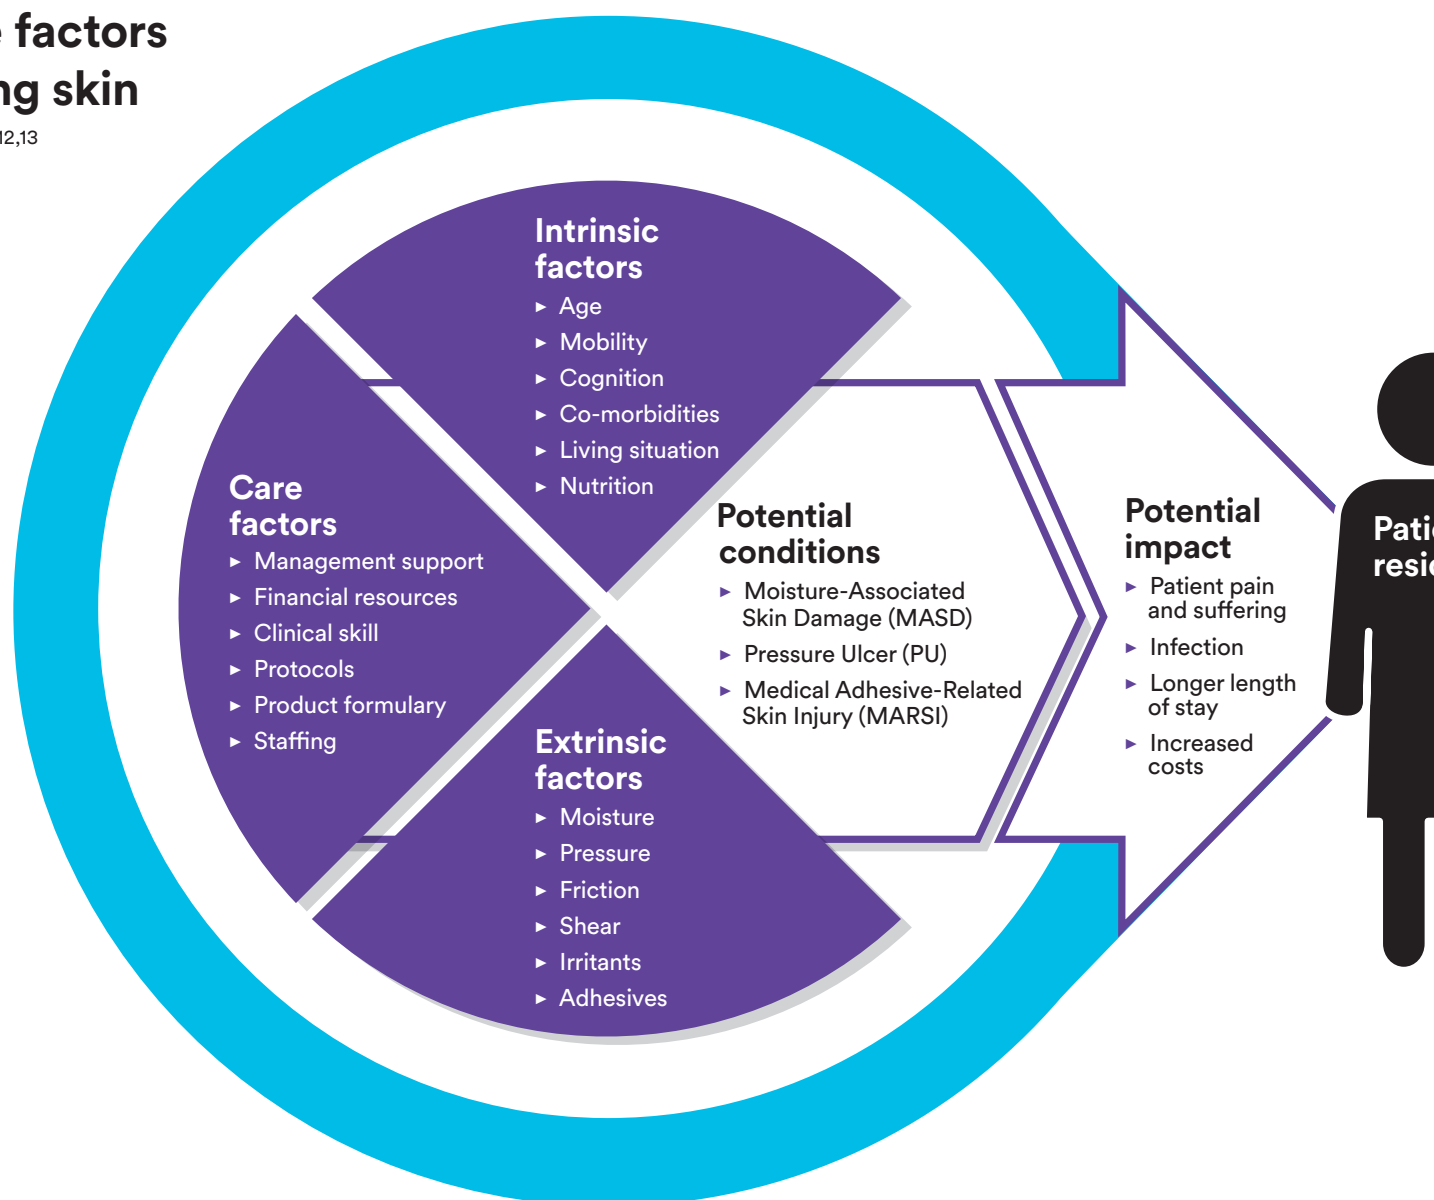 factors
skin
12,13
Intrinsic
factors
► Age
► Mobility
► Cognition
► Co-morbidities
► Living situation
► Nutrition
Care
factors
► Management support
► Financial resources
► Clinical skill
► Protocols
► Product formulary
► Staffing
Extrinsic
factors
► Moisture
► Pressure
► Friction
► Shear
► Irritants
► Adhesives
Potential
conditions
► Moisture-Associated
Skin Damage (MASD)
► Pressure Ulcer (PU)
► Medical Adhesive-Related
Skin Injury (MARSI)
Potential
impact
► Patient pain
and suffering
► Infection
► Longer length
of stay
► Increased
costs